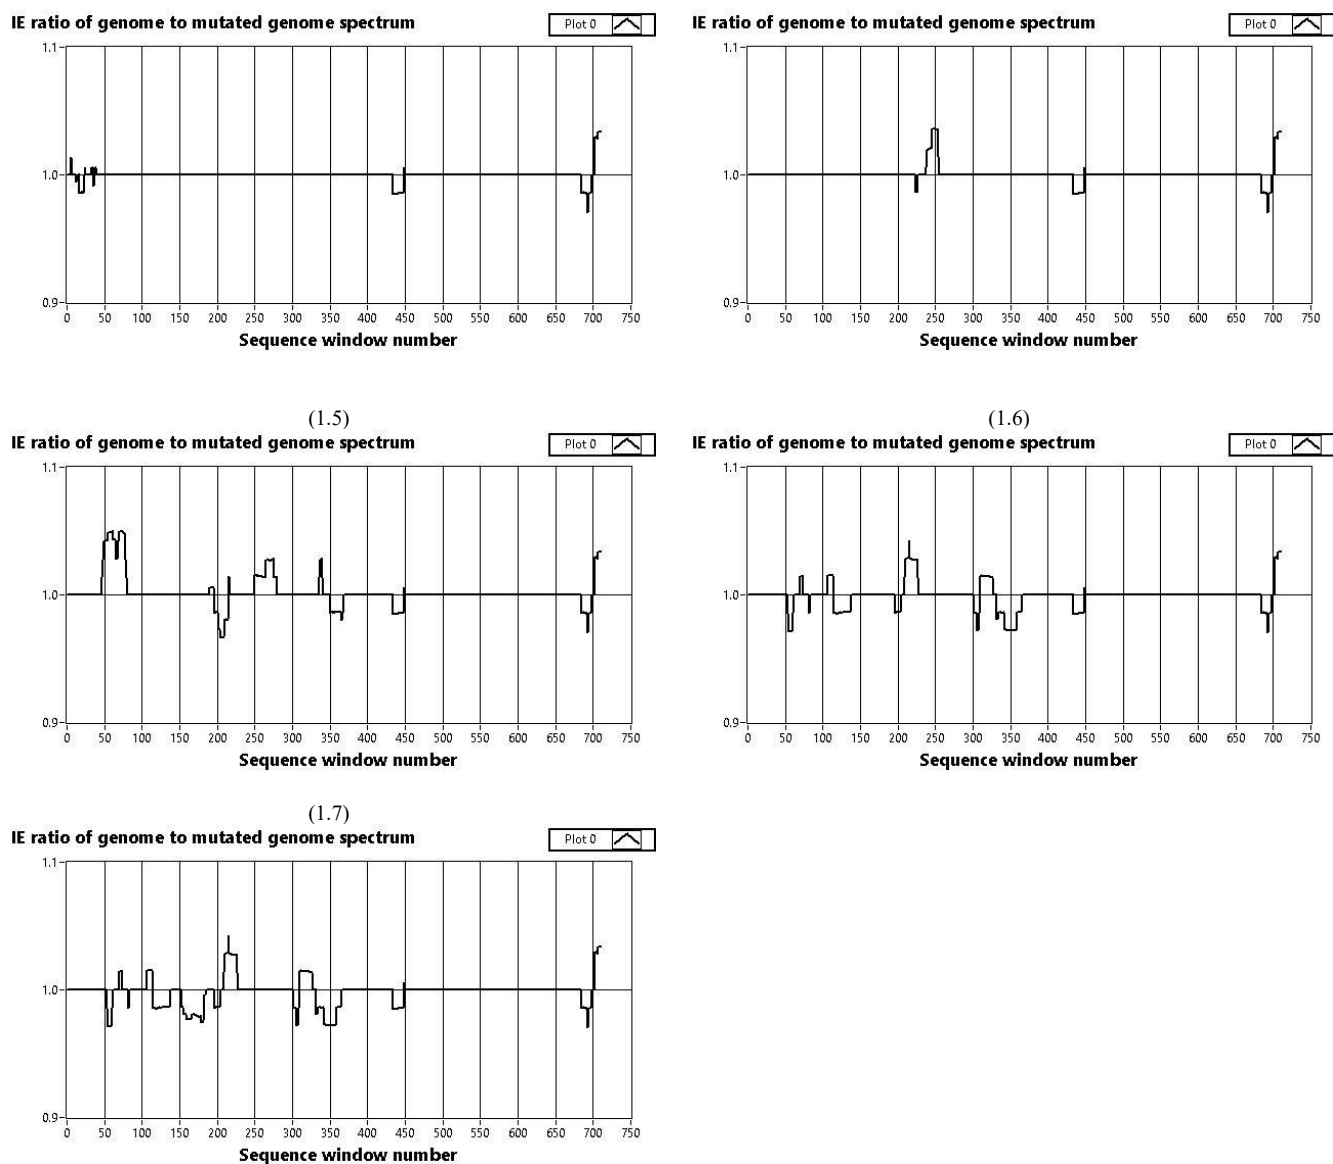 IE ratio of genome to mutated genome spectrum
Plot 0
1.1
1.0
0.9
0 50 100 150 200 250 300 350 400 450 500 550 600 650 700 750
Sequence window number
IE ratio of genome to mutated genome spectrum
Plot 0
1.1
1.0
0.9
0 50 100 150 200 250 300 350 400 450 500 550 600 650 700 750
Sequence window number
(1.5)
IE ratio of genome to mutated genome spectrum
Plot 0
1.1
1.0
0.9
0 50 100 150 200 250 300 350 400 450 500 550 600 650 700 750
Sequence window number
(1.6)
IE ratio of genome to mutated genome spectrum
Plot 0
1.1
1.0
0.9
0 50 100 150 200 250 300 350 400 450 500 550 600 650 700 750
Sequence window number
(1.7)
IE ratio of genome to mutated genome spectrum
Plot 0
1.1
1.0
0.9
0 50 100 150 200 250 300 350 400 450 500 550 600 650 700 750
Sequence window number